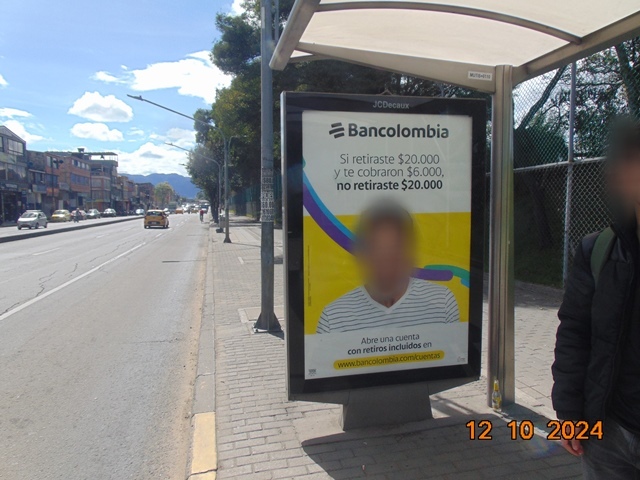 JCDecaux
Bancolombia
Si retiraste $20.000
y te cobraron $6.000,
no retiraste $20.000
Abre una cuenta
con retiros incluidos en
www.bancolombia.com/cuentas
12 10 2024